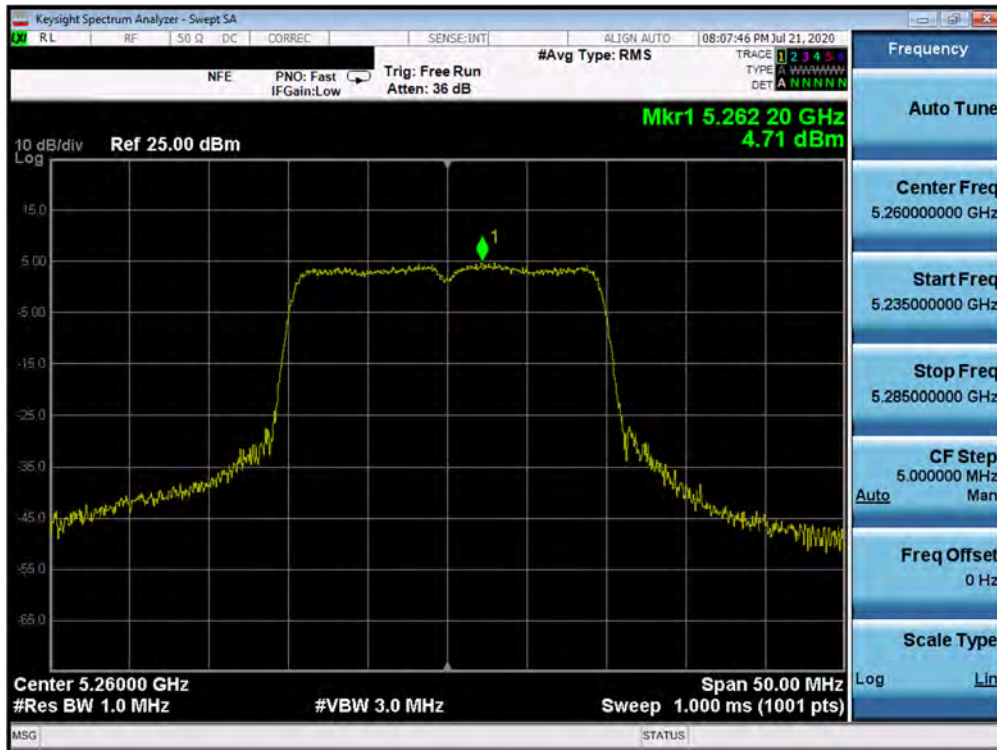 Keysight Spectrum Analyzer - Swept SA
LXI RL RF 50 Ω DC CORREC SENSE:INT ALIGN AUTO 08:07:46 PM Jul 21, 2020
#Avg Type: RMS
TRACE 1 2 3 4 5 6
TYPE A WWWWW
DET A N N N N N
NFE PNO: Fast Trig: Free Run
IFGain:Low Atten: 36 dB
Mkr1 5.262 20 GHz
4.71 dBm
10 dB/div Ref 25.00 dBm
Log
15.0
5.00
-5.00
-15.0
-25.0
-35.0
-45.0
-55.0
-65.0
1
Center 5.26000 GHz Span 50.00 MHz
#Res BW 1.0 MHz #VBW 3.0 MHz Sweep 1.000 ms (1001 pts)
MSG STATUS
Frequency
Auto Tune
Center Freq
5.260000000 GHz
Start Freq
5.235000000 GHz
Stop Freq
5.285000000 GHz
CF Step
5.000000 MHz
Auto Man
Freq Offset
0 Hz
Scale Type
Log Lin